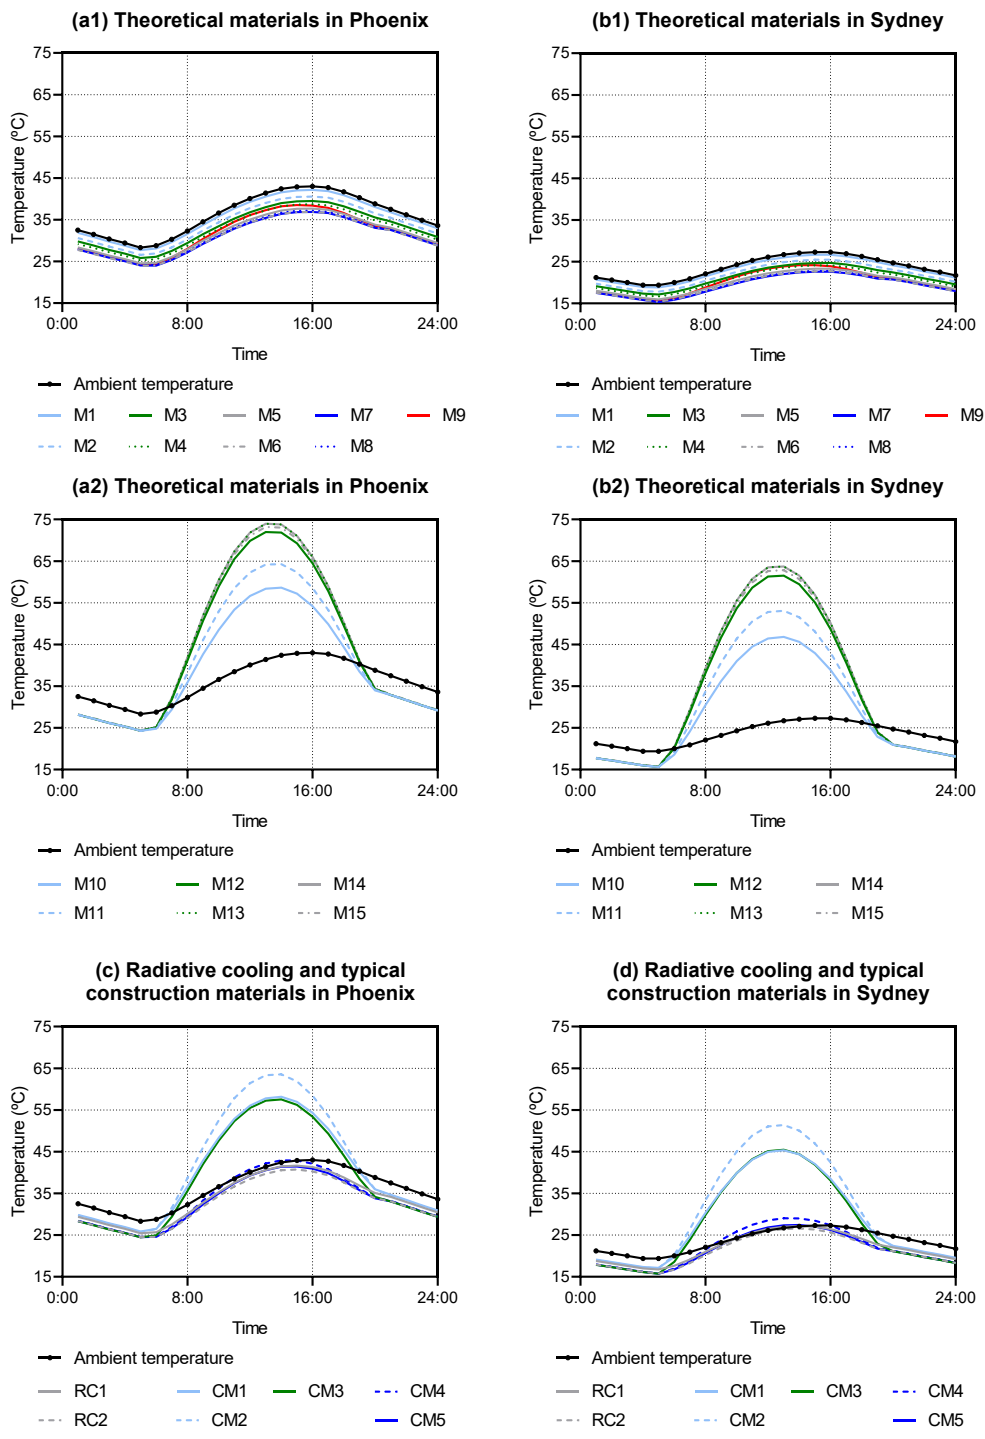 (a1) Theoretical materials in Phoenix
75
65
55
45
35
25
15
Temperature (ºC)
0:00 8:00 16:00 24:00
Time
Ambient temperature
M1 M3 M5 M7 M9
M2 M4 M6 M8
(b1) Theoretical materials in Sydney
75
65
55
45
35
25
15
Temperature (ºC)
0:00 8:00 16:00 24:00
Time
Ambient temperature
M1 M3 M5 M7 M9
M2 M4 M6 M8
(a2) Theoretical materials in Phoenix
75
65
55
45
35
25
15
Temperature (ºC)
0:00 8:00 16:00 24:00
Time
Ambient temperature
M10 M12 M14
M11 M13 M15
(b2) Theoretical materials in Sydney
75
65
55
45
35
25
15
Temperature (ºC)
0:00 8:00 16:00 24:00
Time
Ambient temperature
M10 M12 M14
M11 M13 M15
(c) Radiative cooling and typical
construction materials in Phoenix
75
65
55
45
35
25
15
Temperature (ºC)
0:00 8:00 16:00 24:00
Time
Ambient temperature
RC1 CM1 CM3 CM4
RC2 CM2 CM5
(d) Radiative cooling and typical
construction materials in Sydney
75
65
55
45
35
25
15
Temperature (ºC)
0:00 8:00 16:00 24:00
Time
Ambient temperature
RC1 CM1 CM3 CM4
RC2 CM2 CM5